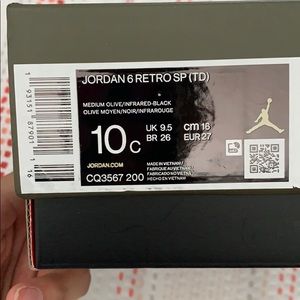 JORDAN 6 RETRO SP (TD)
MEDIUM OLIVE/INFRARED-BLACK
OLIVE MOYEN/NOIR/INFRAROUGE
10 C
UK 9.5
BR 26
cm 16
EUR 27
JORDAN.COM
CQ3567 200
MADE IN VIETNAM/
FABRIQUÉ AU VIETNAM/
FABRICADO NO VIETNÃ/
HECHO EN VIETNAM